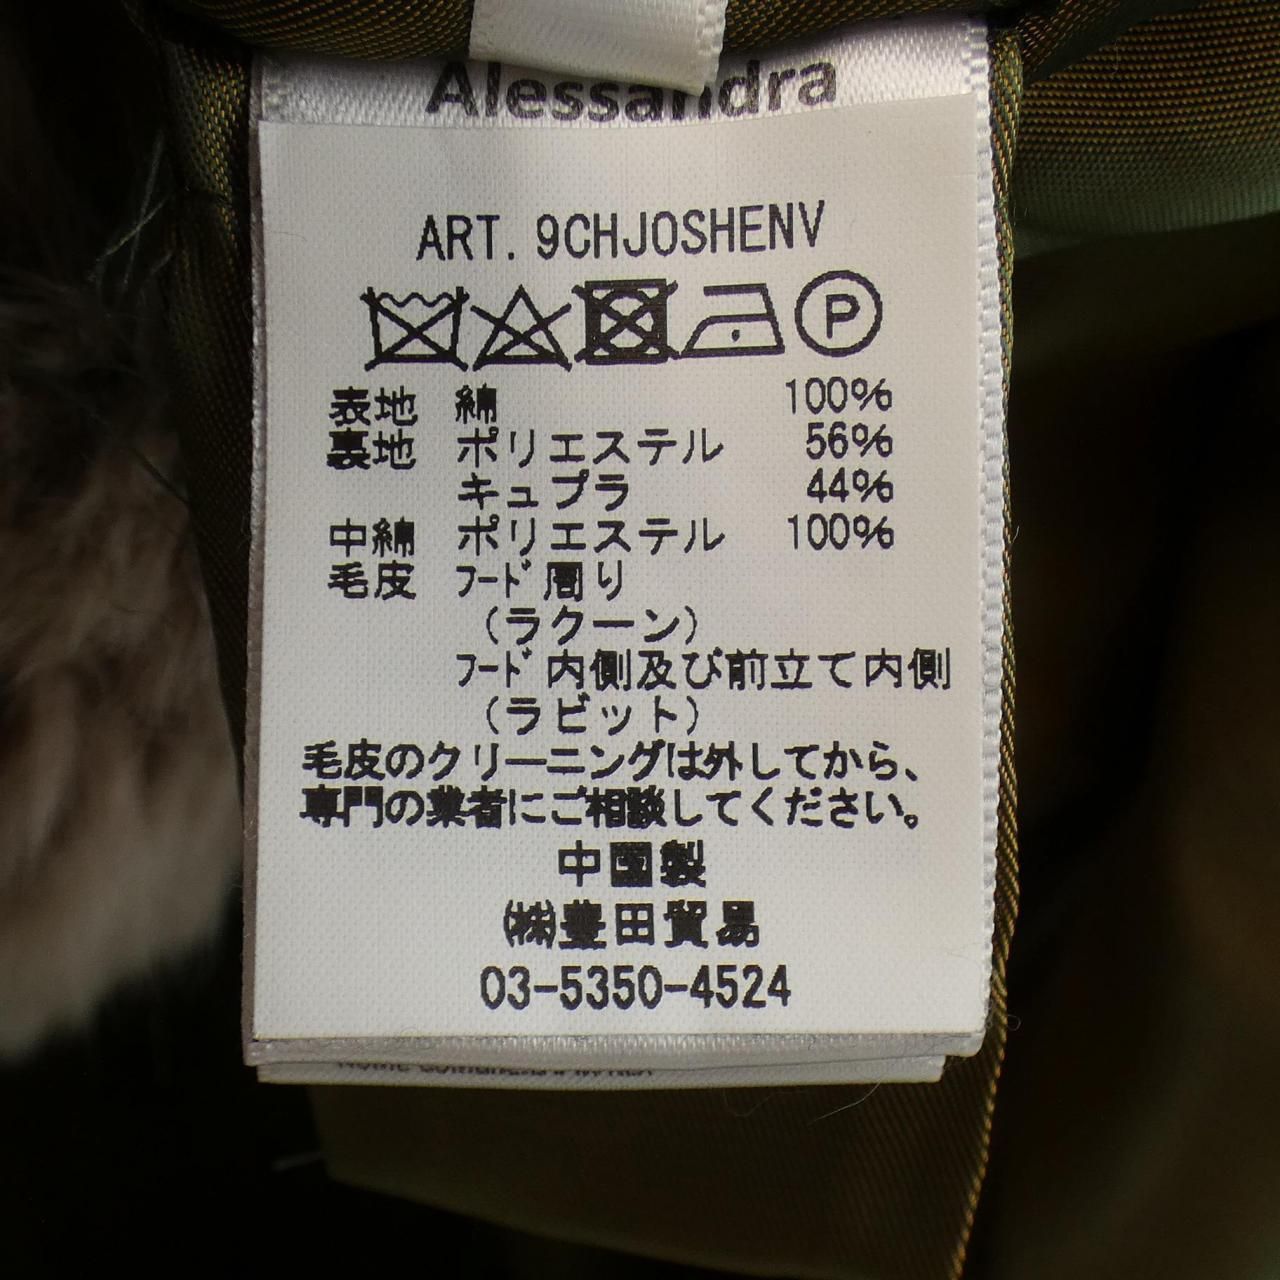 Alessandra
ART. 9CHJOSHENV
P
表地 綿 100%
裏地 ポリエステル 56%
キュプラ 44%
中綿 ポリエステル 100%
毛皮 フード周り
(ラクーン)
フード内側及び前立て内側
(ラビット)
毛皮のクリーニングは外してから、
専門の業者にご相談してください。
中国製
㈱豊田貿易
03-5350-4524